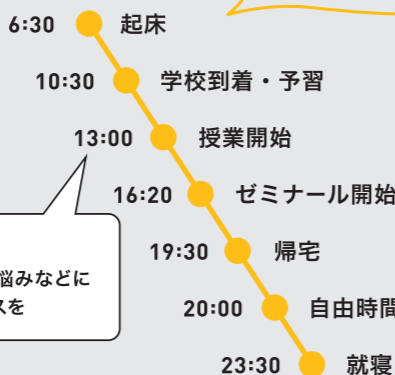 6:30 起床
10:30 学校到着・予習
13:00 授業開始
16:20 ゼミナール開始
19:30 帰宅
悩みなどに
スを
20:00 自由時間
23:30 就寝